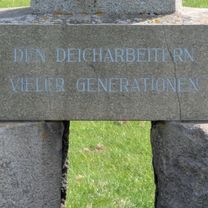 DEN DEICHARBEITERN
VIELER GENERATIONEN